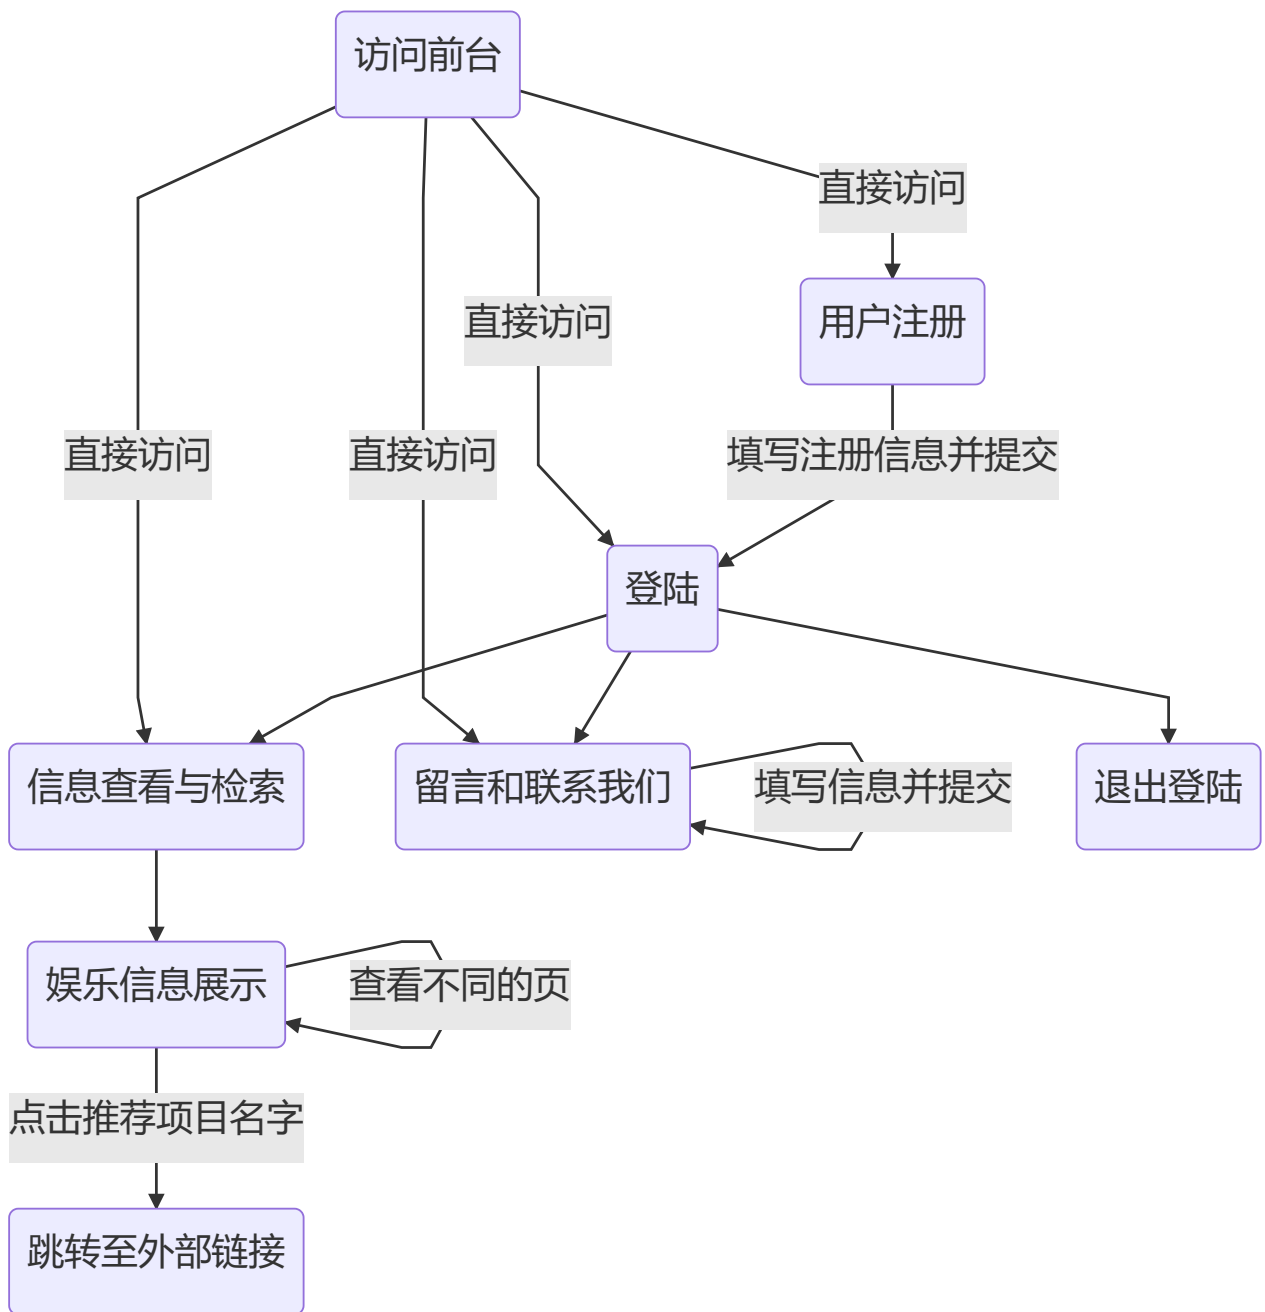 访问前台
直接访问
用户注册
直接访问
直接访问
直接访问
填写注册信息并提交
登陆
信息查看与检索
留言和联系我们
填写信息并提交
退出登陆
娱乐信息展示
查看不同的页
点击推荐项目名字
跳转至外部链接